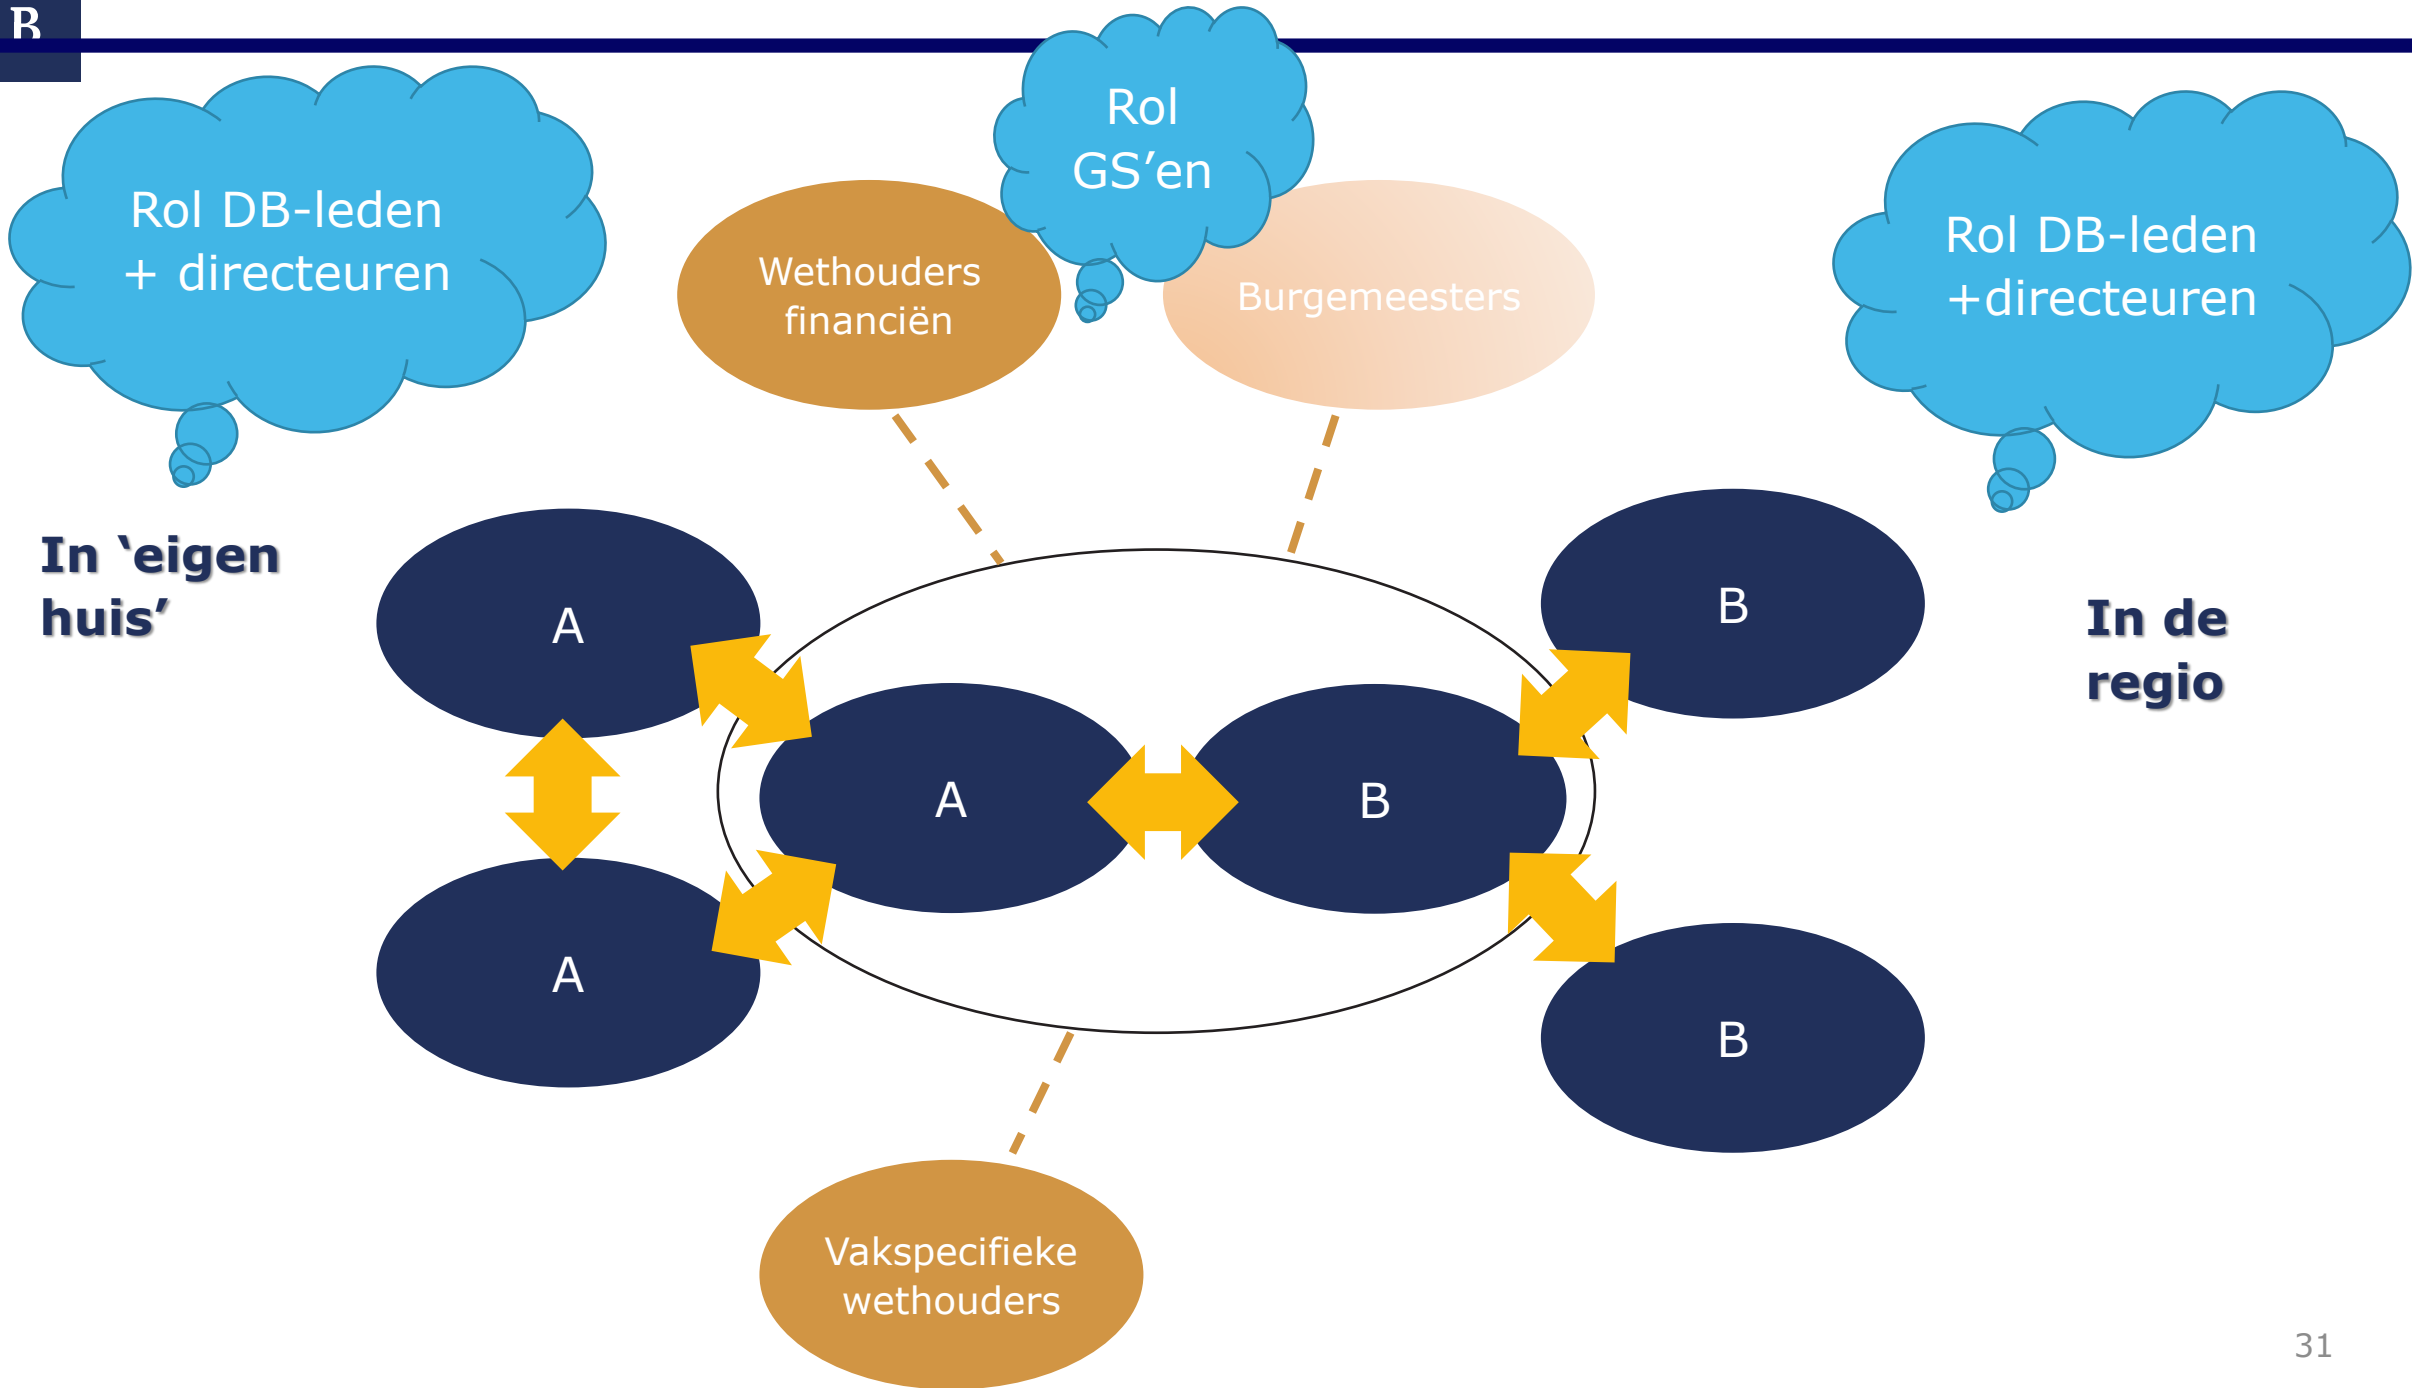 B
Rol DB-leden
+ directeuren
Rol
GS’en
Rol DB-leden
+directeuren
Wethouders
financiën
Burgemeesters
In ‘eigen
huis’
In de
regio
A
B
A
B
A
B
Vakspecifieke
wethouders
31